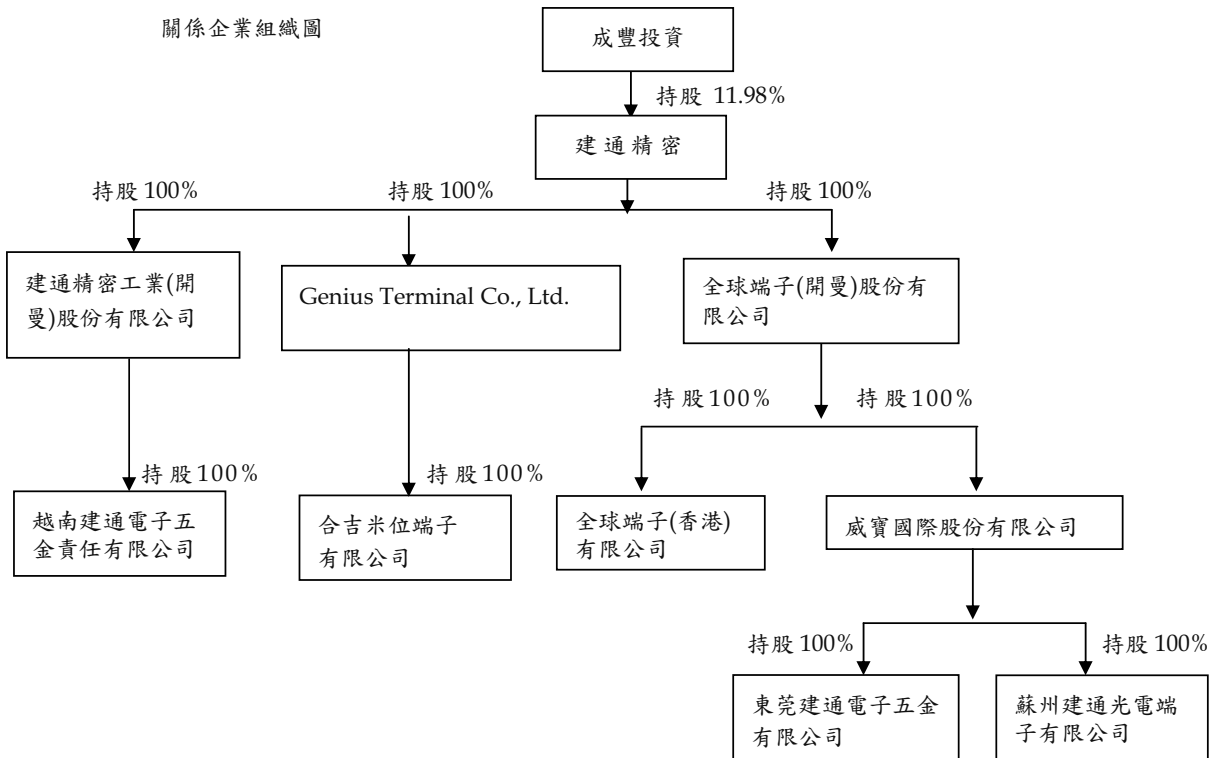 關係企業組織圖
成豐投資
持股 11.98%
建通精密
持股 100%
持股 100%
持股 100%
建通精密工業(開
曼)股份有限公司
Genius Terminal Co., Ltd.
全球端子(開曼)股份有
限公司
持股 100%
持股 100%
持股 100%
持股 100%
越南建通電子五
金責任有限公司
合吉米位端子
有限公司
全球端子(香港)
有限公司
威寶國際股份有限公司
持股 100%
持股 100%
東莞建通電子五金
有限公司
蘇州建通光電端
子有限公司